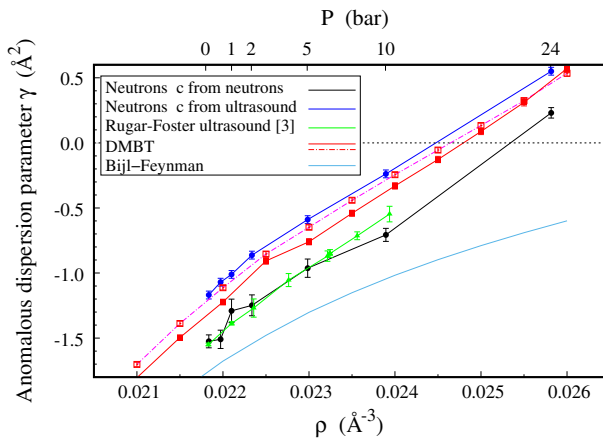 P (bar)
0 1 2 5 10 24
Anomalous dispersion parameter γ (Å²)
0.5
0.0
-0.5
-1.0
-1.5
Neutrons c from neutrons
Neutrons c from ultrasound
Rugar-Foster ultrasound [3]
DMBT
Bijl–Feynman
0.021 0.022 0.023 0.024 0.025 0.026
ρ (Å⁻³)